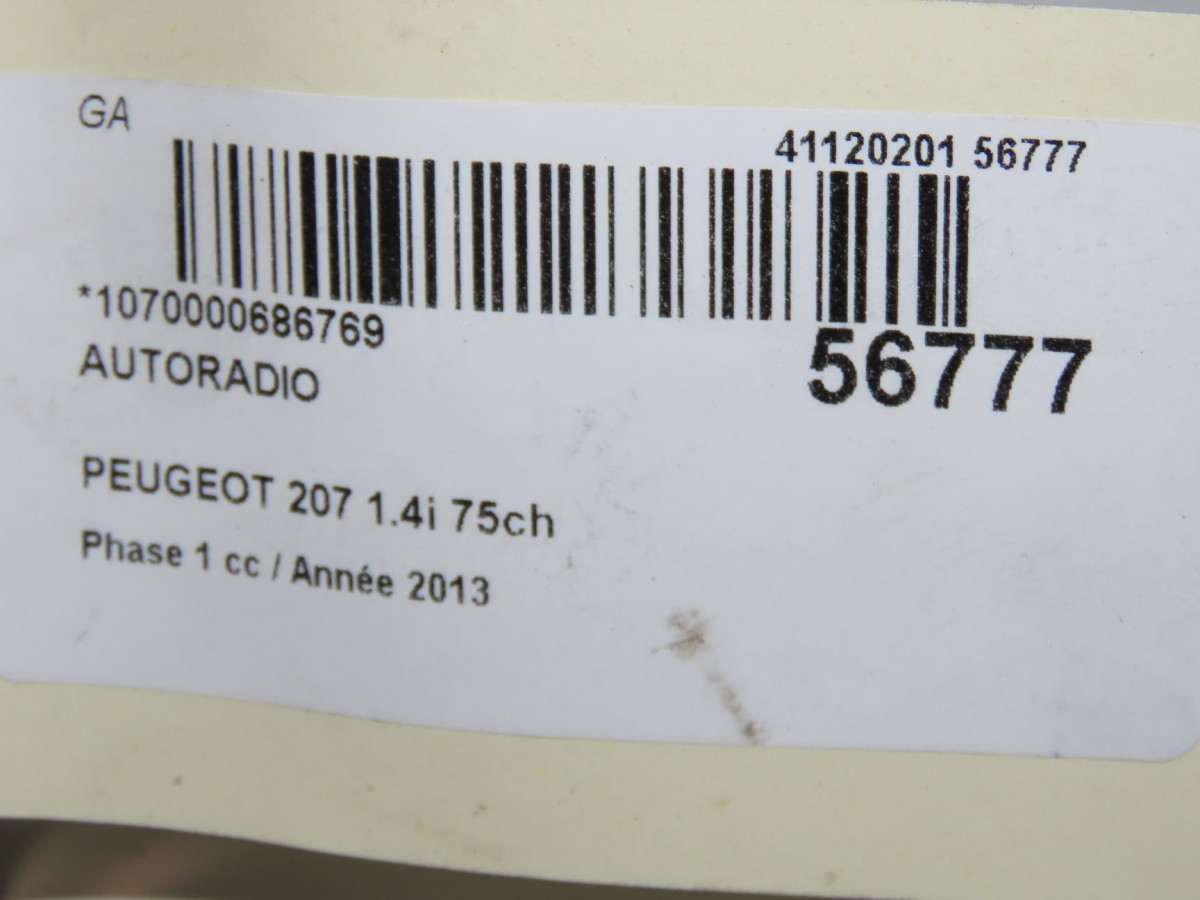 GA
41120201 56777
*1070000686769
56777
AUTORADIO
PEUGEOT 207 1.4i 75ch
Phase 1 cc / Année 2013